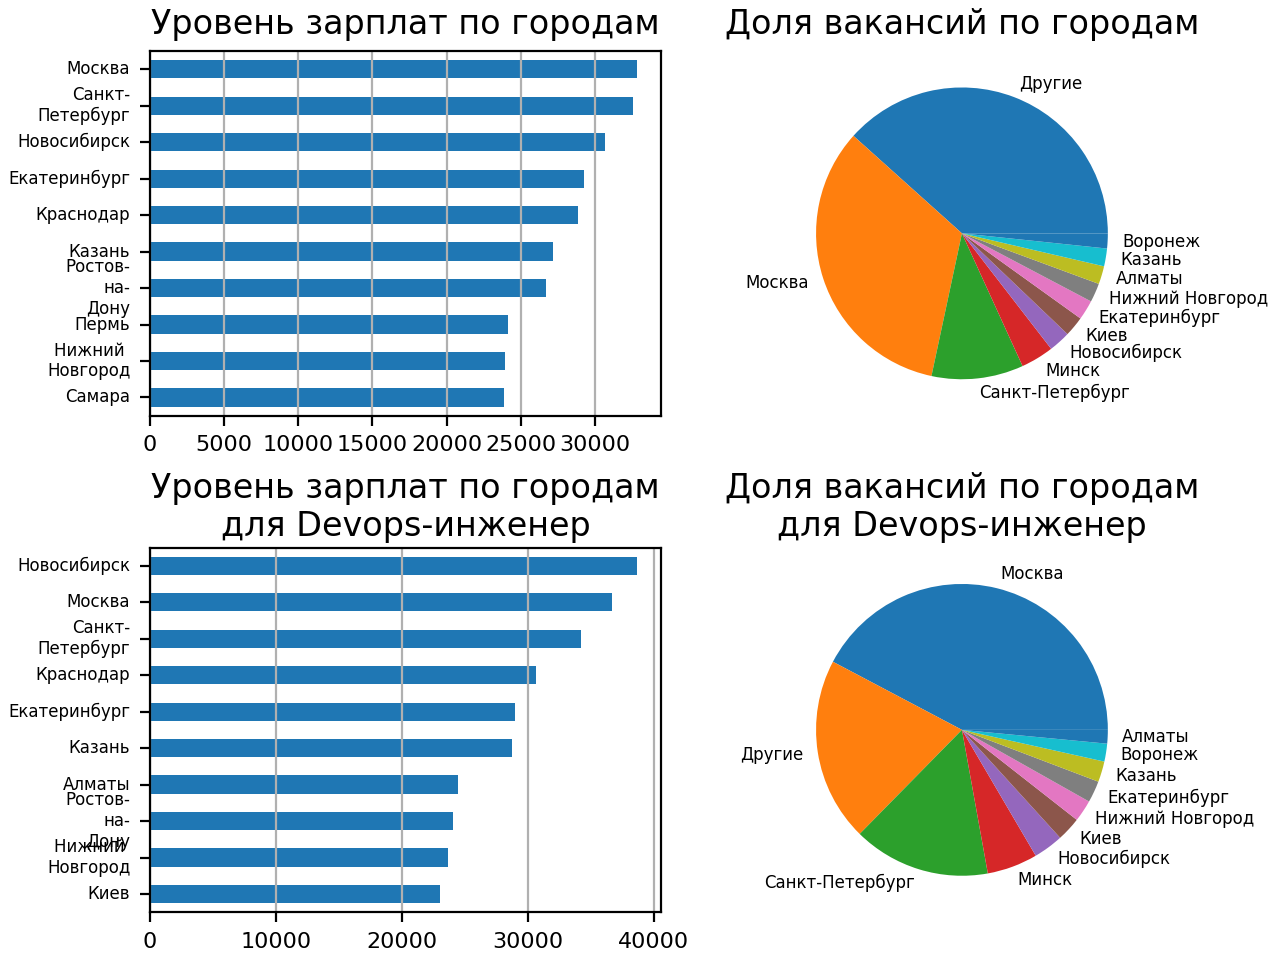 Уровень зарплат по городам
Москва
Санкт-
Петербург
Новосибирск
Екатеринбург
Краснодар
Казань
Ростов-
на-
Дону
Пермь
Нижний
Новгород
Самара
0 5000 10000 15000 20000 25000 30000
Доля вакансий по городам
Другие
Москва
Санкт-Петербург
Минск
Новосибирск
Киев
Екатеринбург
Нижний Новгород
Алматы
Казань
Воронеж
Уровень зарплат по городам
для Devops-инженер
Новосибирск
Москва
Санкт-
Петербург
Краснодар
Екатеринбург
Казань
Алматы
Ростов-
на-
Дону
Нижний
Новгород
Киев
0 10000 20000 30000 40000
Доля вакансий по городам
для Devops-инженер
Москва
Другие
Санкт-Петербург
Минск
Новосибирск
Киев
Нижний Новгород
Екатеринбург
Казань
Воронеж
Алматы